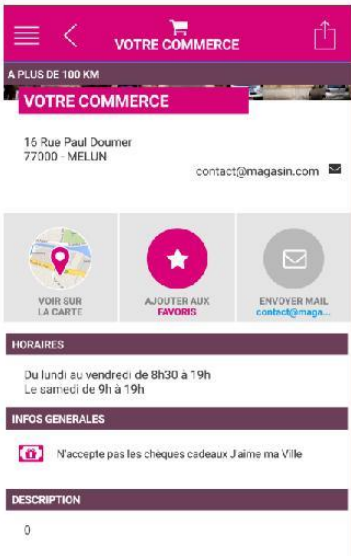 VOTRE COMMERCE
A PLUS DE 100 KM
VOTRE COMMERCE
16 Rue Paul Doumer
77000 - MELUN
contact@magasin.com
VOIR SUR
LA CARTE
AJOUTER AUX
FAVORIS
ENVOYER MAIL
contact@maga...
HORAIRES
Du lundi au vendredi de 8h30 à 19h
Le samedi de 9h à 19h
INFOS GENERALES
N'accepte pas les chèques cadeaux J'aime ma Ville
DESCRIPTION
0